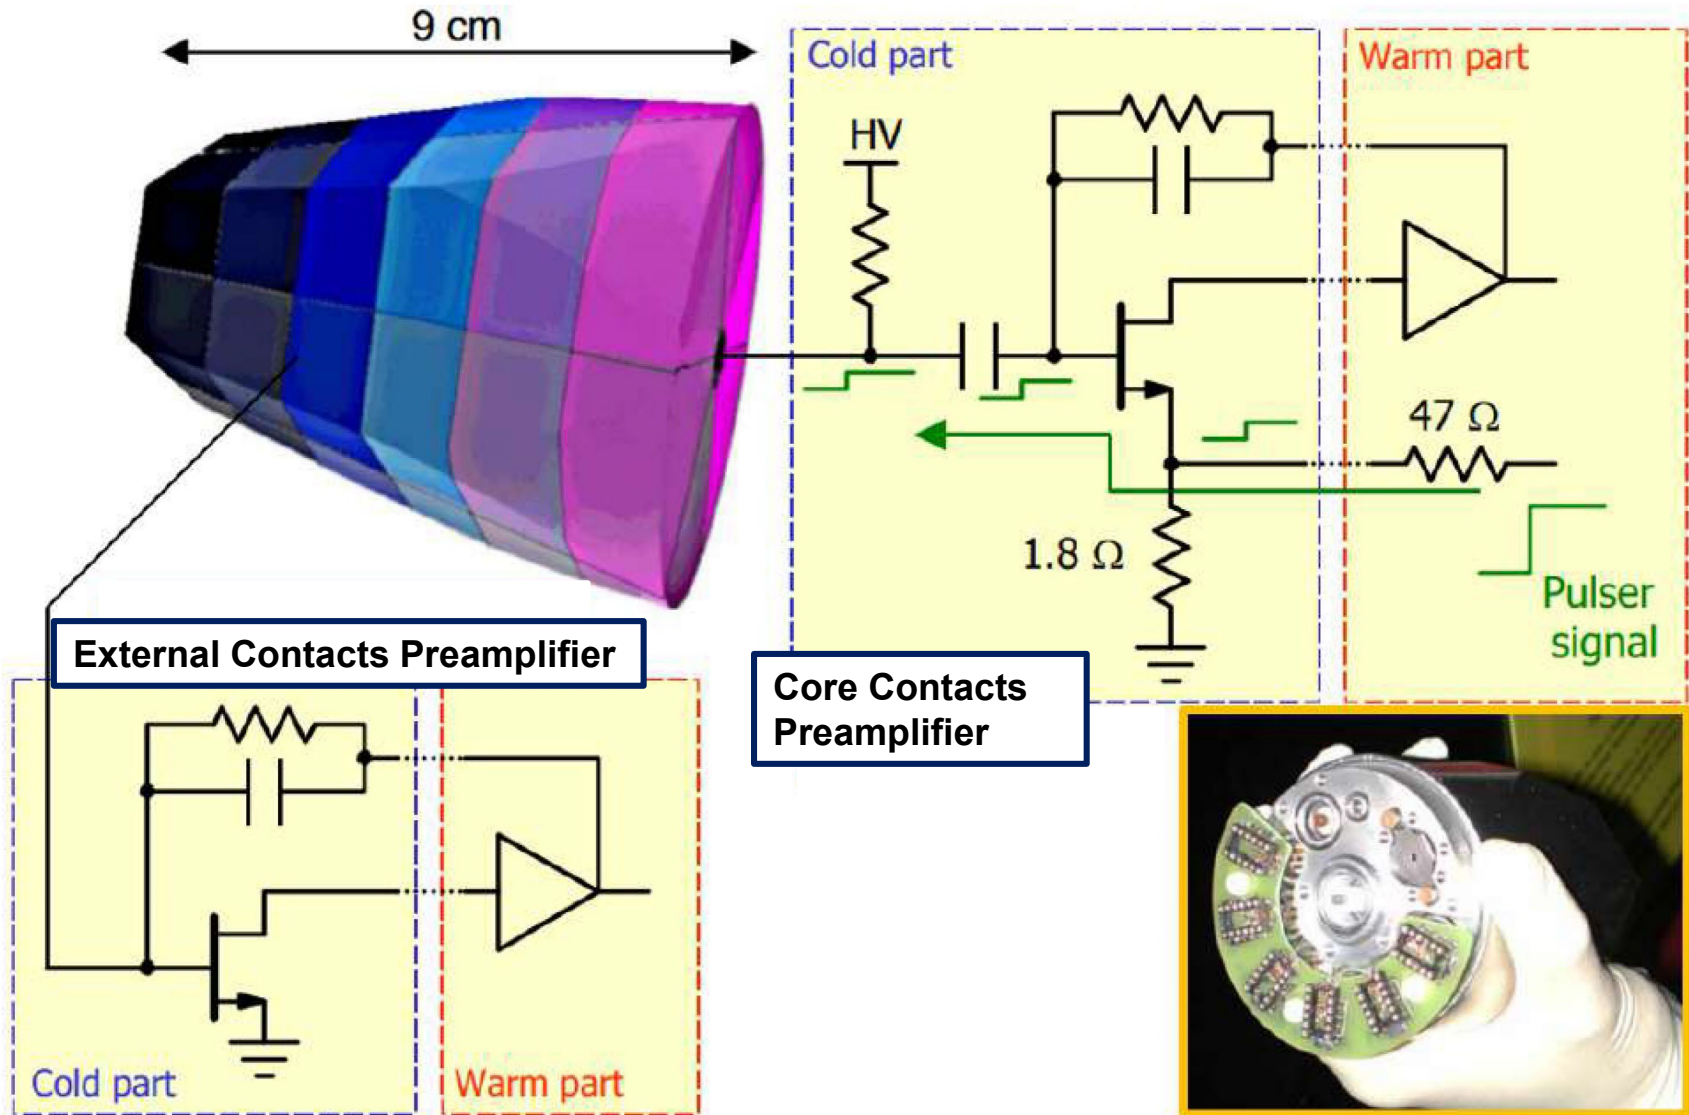 9 cm
Cold part
Warm part
HV
47 Ω
1.8 Ω
Pulser
signal
External Contacts Preamplifier
Core Contacts
Preamplifier
Cold part
Warm part